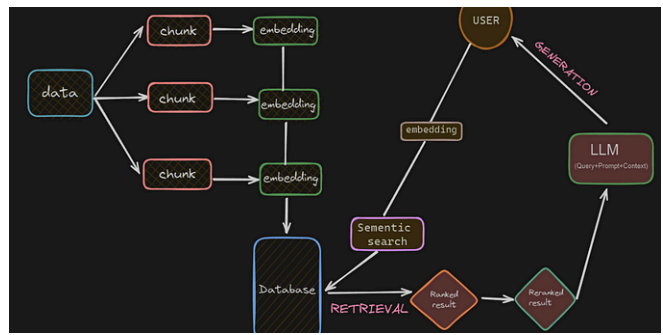 chunk
embedding
USER
GENERATION
data
chunk
embedding
embedding
LLM
(Query+Prompt+Context)
chunk
embedding
Sementic
search
Database
RETRIEVAL
Ranked
result
Reranked
result